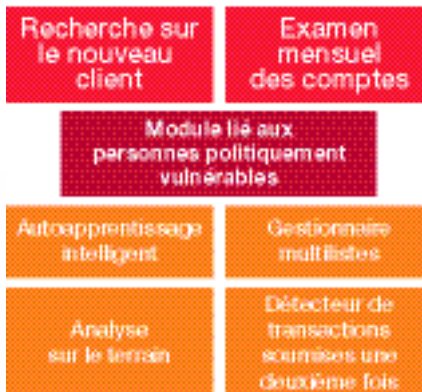 Recherche sur
le nouveau
client
Examen
mensuel
des comptes
Module lié aux
personnes politiquement
vulnérables
Autoapprentissage
intelligent
Gestionnaire
multilistes
Analyse
sur le terrain
Détecteur de
transactions
soumises une
deuxième fois